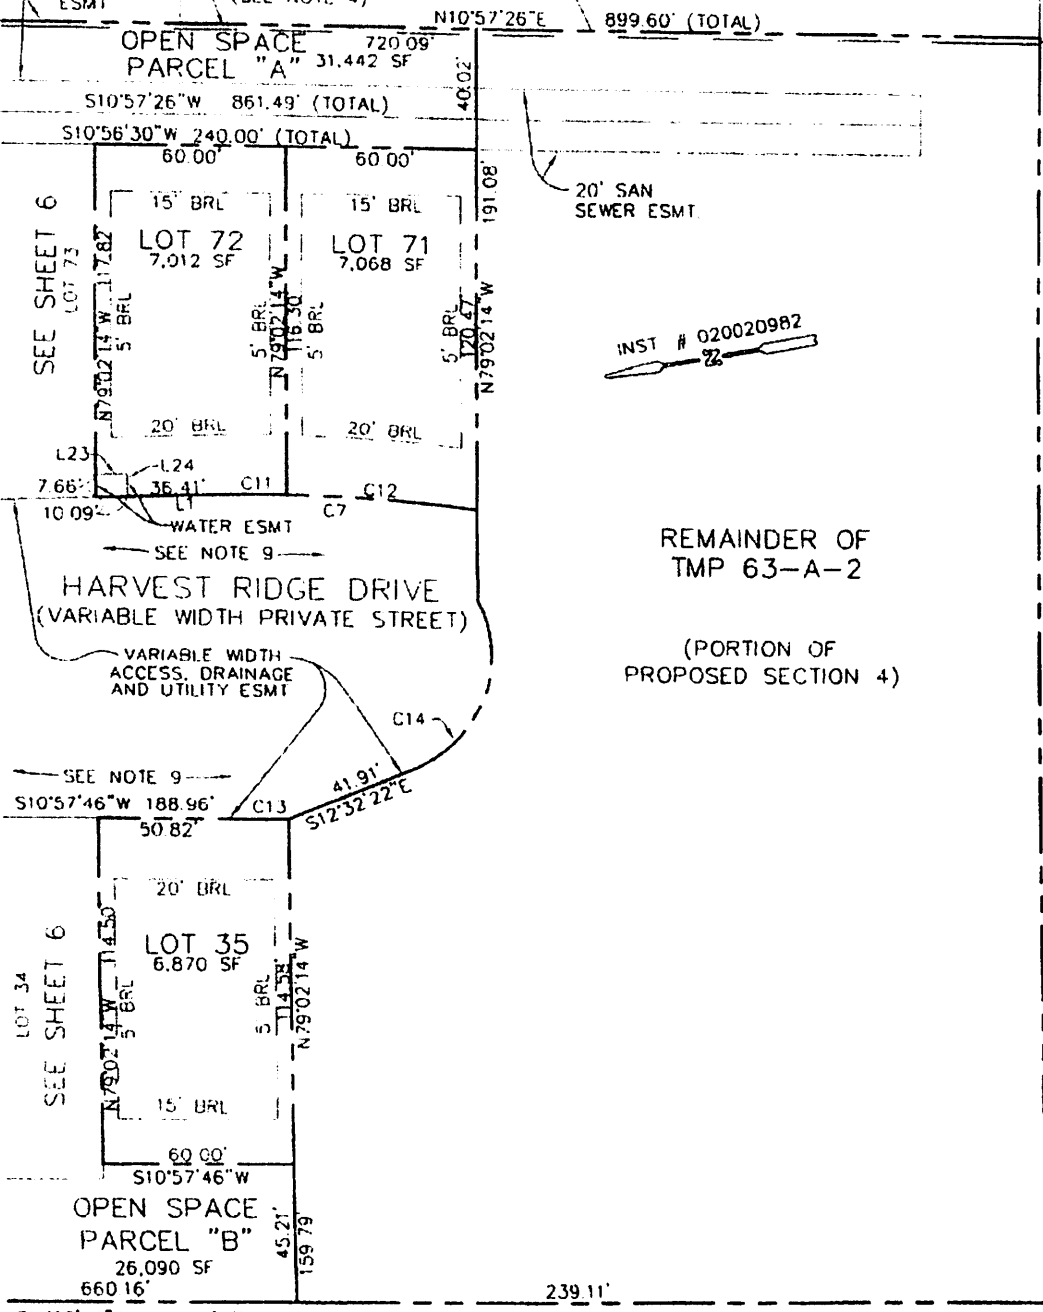 ESMT
(SEE NOTE 4)
N10°57'26"E
899.60' (TOTAL)
OPEN SPACE
PARCEL "A"
720.09'
31,442 SF
40.02'
S10°57'26"W 861.49' (TOTAL)
S10°56'30"W 240.00' (TOTAL)
60.00'
60.00'
191.08'
20' SAN
SEWER ESMT.
SEE SHEET 6
LOT 73
N79°02'14"W 117.82'
5' BRL
15' BRL
LOT 72
7,012 SF
5' BRL
20' BRL
N79°02'14"W
116.30'
15' BRL
LOT 71
7,068 SF
5' BRL
5' BRL
20' BRL
120.47'
N79°02'14"W
INST # 020020982
L23
L24
7.66'
36.41'
C11
C12
10.09'
L1
C7
WATER ESMT
SEE NOTE 9
HARVEST RIDGE DRIVE
(VARIABLE WIDTH PRIVATE STREET)
REMAINDER OF
TMP 63-A-2
(PORTION OF
PROPOSED SECTION 4)
VARIABLE WIDTH
ACCESS, DRAINAGE
AND UTILITY ESMT
C14
SEE NOTE 9
41.91'
S12°32'22"E
S10°57'46"W 188.96'
C13
50.82'
20' BRL
LOT 35
6,870 SF
LOT 34
SEE SHEET 6
N79°02'14"W 114.50'
5' BRL
5' BRL
114.58'
N79°02'14"W
15' BRL
60.00'
S10°57'46"W
OPEN SPACE
PARCEL "B"
26,090 SF
45.21'
159.79'
660.16'
239.11'